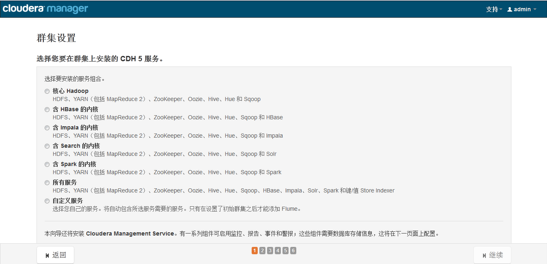 cloudera manager 支持 admin
群集设置
选择您要在群集上安装的 CDH 5 服务。
选择要安装的服务组合。
核心 Hadoop
HDFS、YARN（包括 MapReduce 2）、ZooKeeper、Oozie、Hive、Hue 和 Sqoop
含 HBase 的内核
HDFS、YARN（包括 MapReduce 2）、ZooKeeper、Oozie、Hive、Hue、Sqoop 和 HBase
含 Impala 的内核
HDFS、YARN（包括 MapReduce 2）、ZooKeeper、Oozie、Hive、Hue、Sqoop 和 Impala
含 Search 的内核
HDFS、YARN（包括 MapReduce 2）、ZooKeeper、Oozie、Hive、Hue、Sqoop 和 Solr
含 Spark 的内核
HDFS、YARN（包括 MapReduce 2）、ZooKeeper、Oozie、Hive、Hue、Sqoop 和 Spark
所有服务
HDFS、YARN（包括 MapReduce 2）、ZooKeeper、Oozie、Hive、Hue、Sqoop、HBase、Impala、Solr、Spark 和键/值 Store Indexer
自定义服务
选择您自己的服务。将自动包含所选服务需要的服务。只有在设置了初始群集之后才能添加 Flume。
本向导还将安装 Cloudera Management Service。有一系列组件可启用监控、报告、事件和警报；这些组件需要数据库存储信息，这将在下一页面上配置。
返回 1 2 3 4 5 6 继续